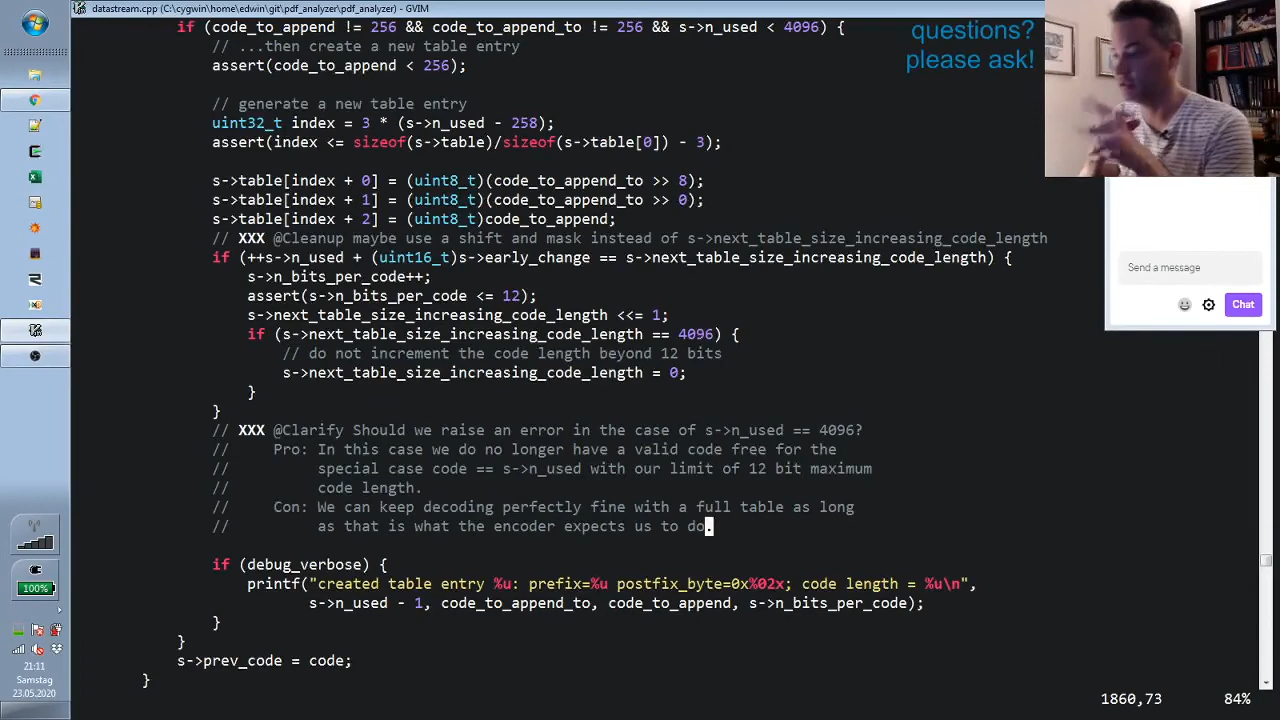 datastream.cpp (C:\cygwin\home\edwin\git\pdf_analyzer\pdf_analyzer) - GVIM
if (code_to_append != 256 && code_to_append_to != 256 && s->n_used < 4096) {
// ...then create a new table entry
assert(code_to_append < 256);
// generate a new table entry
uint32_t index = 3 * (s->n_used - 258);
assert(index <= sizeof(s->table)/sizeof(s->table[0]) - 3);
s->table[index + 0] = (uint8_t)(code_to_append_to >> 8);
s->table[index + 1] = (uint8_t)(code_to_append_to >> 0);
s->table[index + 2] = (uint8_t)code_to_append;
// XXX @Cleanup maybe use a shift and mask instead of s->next_table_size_increasing_code_length
if (++s->n_used + (uint16_t)s->early_change == s->next_table_size_increasing_code_length) {
s->n_bits_per_code++;
assert(s->n_bits_per_code <= 12);
s->next_table_size_increasing_code_length <<= 1;
if (s->next_table_size_increasing_code_length == 4096) {
// do not increment the code length beyond 12 bits
s->next_table_size_increasing_code_length = 0;
}
}
// XXX @Clarify Should we raise an error in the case of s->n_used == 4096?
// Pro: In this case we do no longer have a valid code free for the
// special case code == s->n_used with our limit of 12 bit maximum
// code length.
// Con: We can keep decoding perfectly fine with a full table as long
// as that is what the encoder expects us to do.
if (debug_verbose) {
printf("created table entry %u: prefix=%u postfix_byte=0x%02x; code length = %u\n",
s->n_used - 1, code_to_append_to, code_to_append, s->n_bits_per_code);
}
}
s->prev_code = code;
}
1860,73 84%
questions?
please ask!
Send a message
Chat
100%
21:11
Samstag
23.05.2020